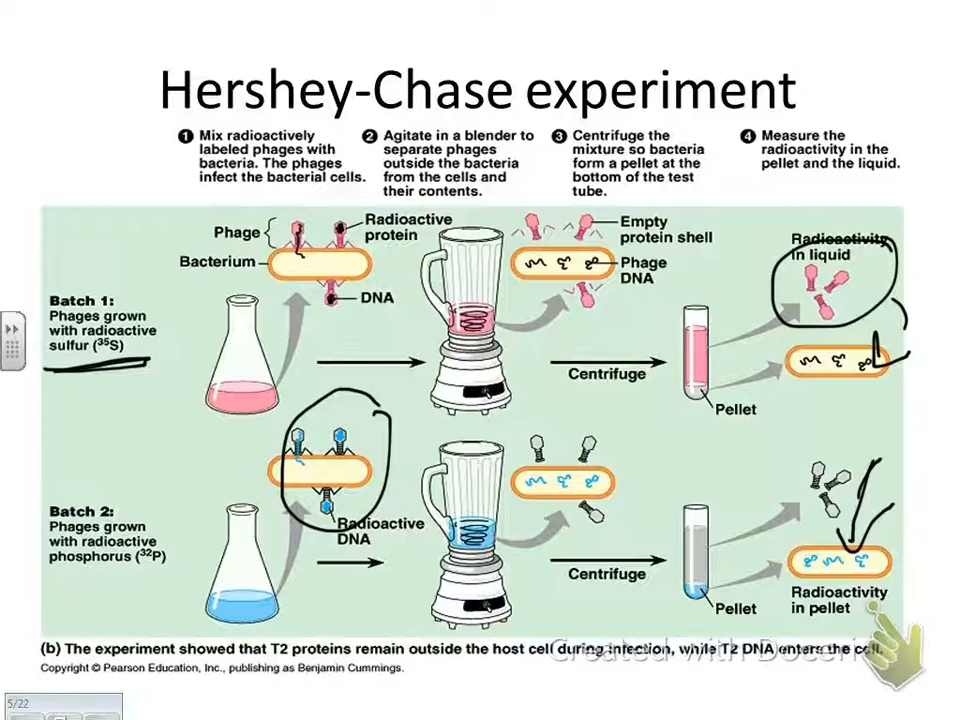 Hershey-Chase experiment
1 Mix radioactively
labeled phages with
bacteria. The phages
infect the bacterial cells.
2 Agitate in a blender to
separate phages
outside the bacteria
from the cells and
their contents.
3 Centrifuge the
mixture so bacteria
form a pellet at the
bottom of the test
tube.
4 Measure the
radioactivity in the
pellet and the liquid.
Phage
Radioactive
protein
Bacterium
DNA
Empty
protein shell
Phage
DNA
Radioactivity
in liquid
Batch 1:
Phages grown
with radioactive
sulfur (35S)
Centrifuge
Pellet
Batch 2:
Phages grown
with radioactive
phosphorus (32P)
Radioactive
DNA
Centrifuge
Pellet
Radioactivity
in pellet
(b) The experiment showed that T2 proteins remain outside the host cell during infection, while T2 DNA enters the cell.
Created with Doceri
Copyright © Pearson Education, Inc., publishing as Benjamin Cummings.
5/22